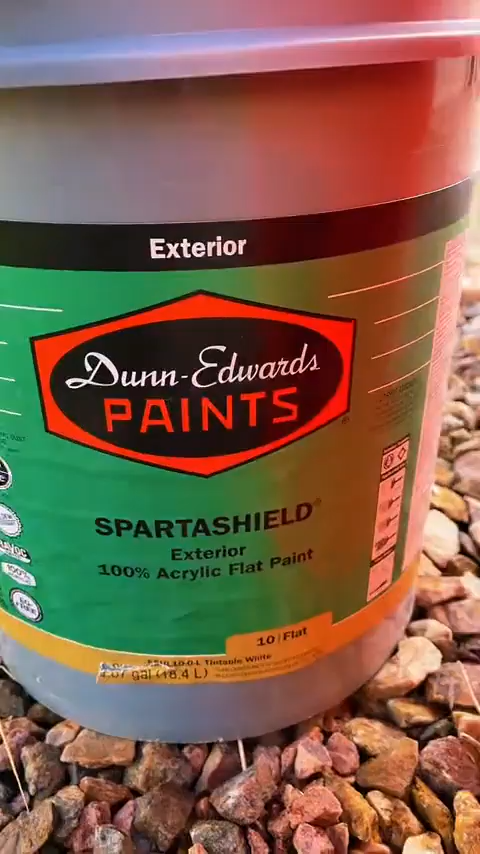 Exterior
Dunn-Edwards
PAINTS
®
SPARTASHIELD®
Exterior
100% Acrylic Flat Paint
10 | Flat
Tintable White
gal (18.4 L)